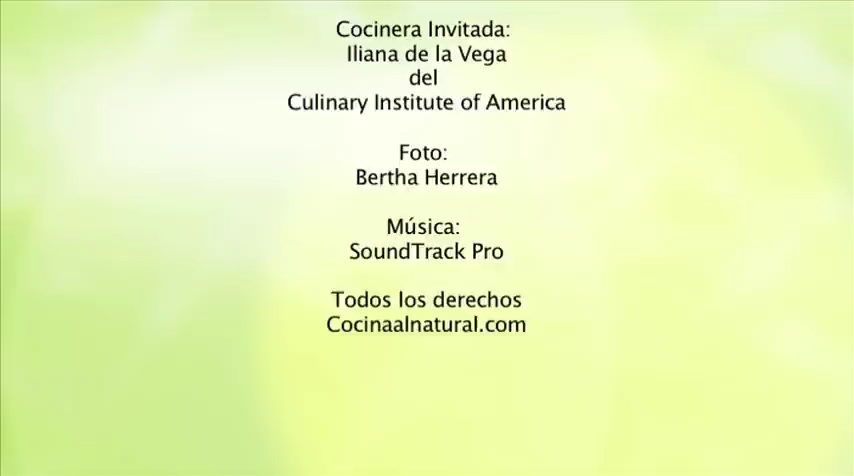 Cocinera Invitada:
Iliana de la Vega
del
Culinary Institute of America
Foto:
Bertha Herrera
Música:
SoundTrack Pro
Todos los derechos
Cocinaalnatural.com